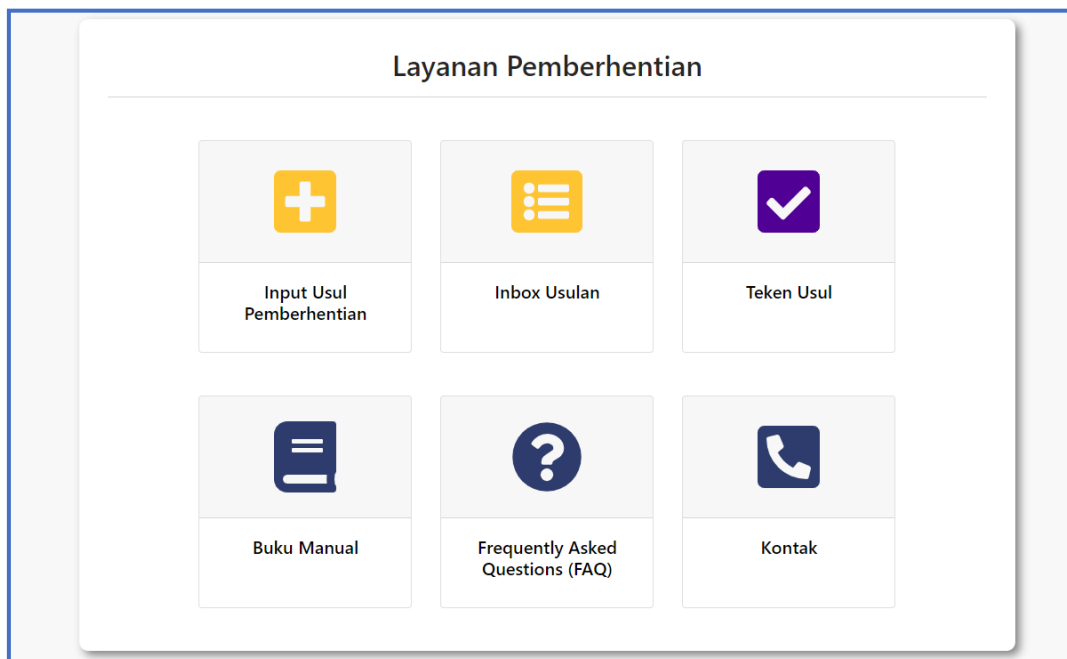 Layanan Pemberhentian
Input Usul
Pemberhentian
Inbox Usulan
Teken Usul
Buku Manual
Frequently Asked
Questions (FAQ)
Kontak